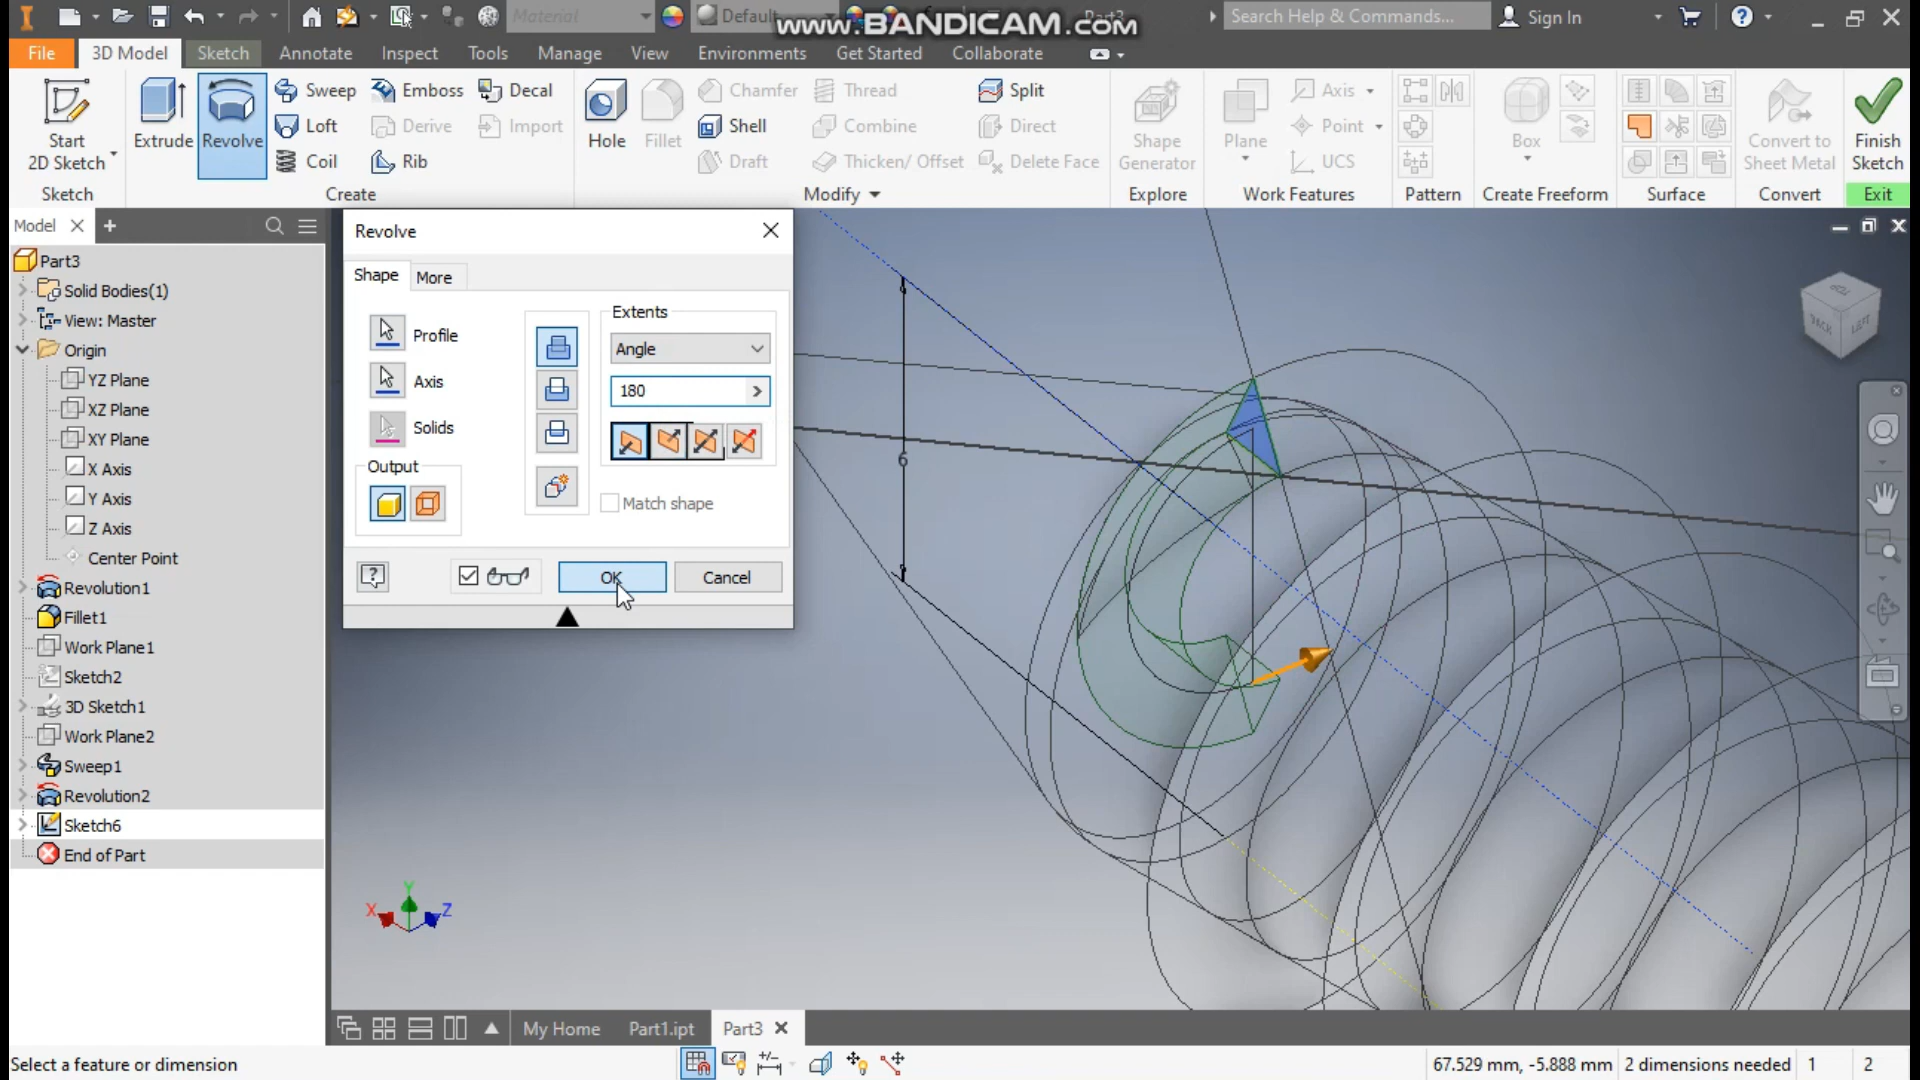 Material
Default
www.BANDICAM.com
Search Help & Commands...
Sign In
File
3D Model
Sketch
Annotate
Inspect
Tools
Manage
View
Environments
Get Started
Collaborate
Start
2D Sketch
Extrude
Revolve
Sweep
Loft
Coil
Emboss
Derive
Rib
Decal
Import
Hole
Fillet
Chamfer
Shell
Draft
Thread
Combine
Thicken/ Offset
Split
Direct
Delete Face
Shape
Generator
Plane
Axis
Point
UCS
Box
Convert to
Sheet Metal
Finish
Sketch
Sketch
Create
Modify
Explore
Work Features
Pattern
Create Freeform
Surface
Convert
Exit
Model
Part3
Solid Bodies(1)
View: Master
Origin
YZ Plane
XZ Plane
XY Plane
X Axis
Y Axis
Z Axis
Center Point
Revolution1
Fillet1
Work Plane1
Sketch2
3D Sketch1
Work Plane2
Sweep1
Revolution2
Sketch6
End of Part
Revolve
Shape
More
Profile
Axis
Solids
Output
Extents
Angle
180
Match shape
OK
Cancel
6
BACK
LEFT
X
Y
Z
My Home
Part1.ipt
Part3
Select a feature or dimension
67.529 mm, -5.888 mm
2 dimensions needed
1
2